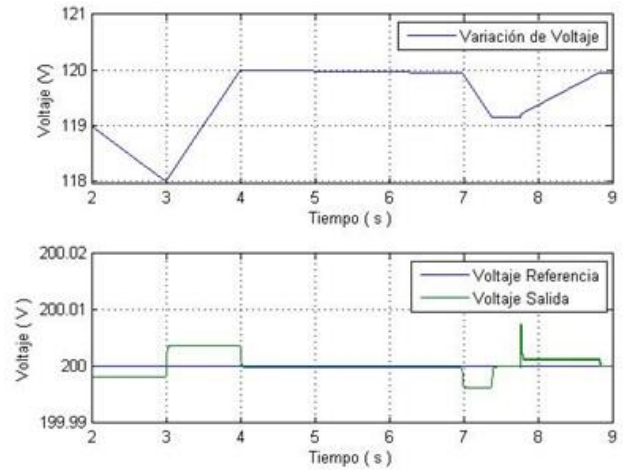 121
120
119
118
Voltaje (V)
Variación de Voltaje
2 3 4 5 6 7 8 9
Tiempo ( s )
200.02
200.01
200
199.99
Voltaje ( V )
Voltaje Referencia
Voltaje Salida
2 3 4 5 6 7 8 9
Tiempo ( s )